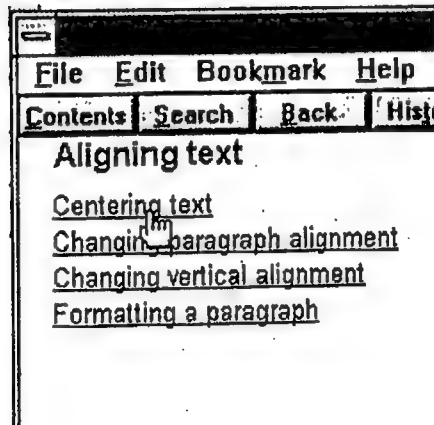 File Edit Bookmark Help
Contents Search Back
Aligning text
Centering text
Changing paragraph alignment
Changing vertical alignment
Formatting a paragraph